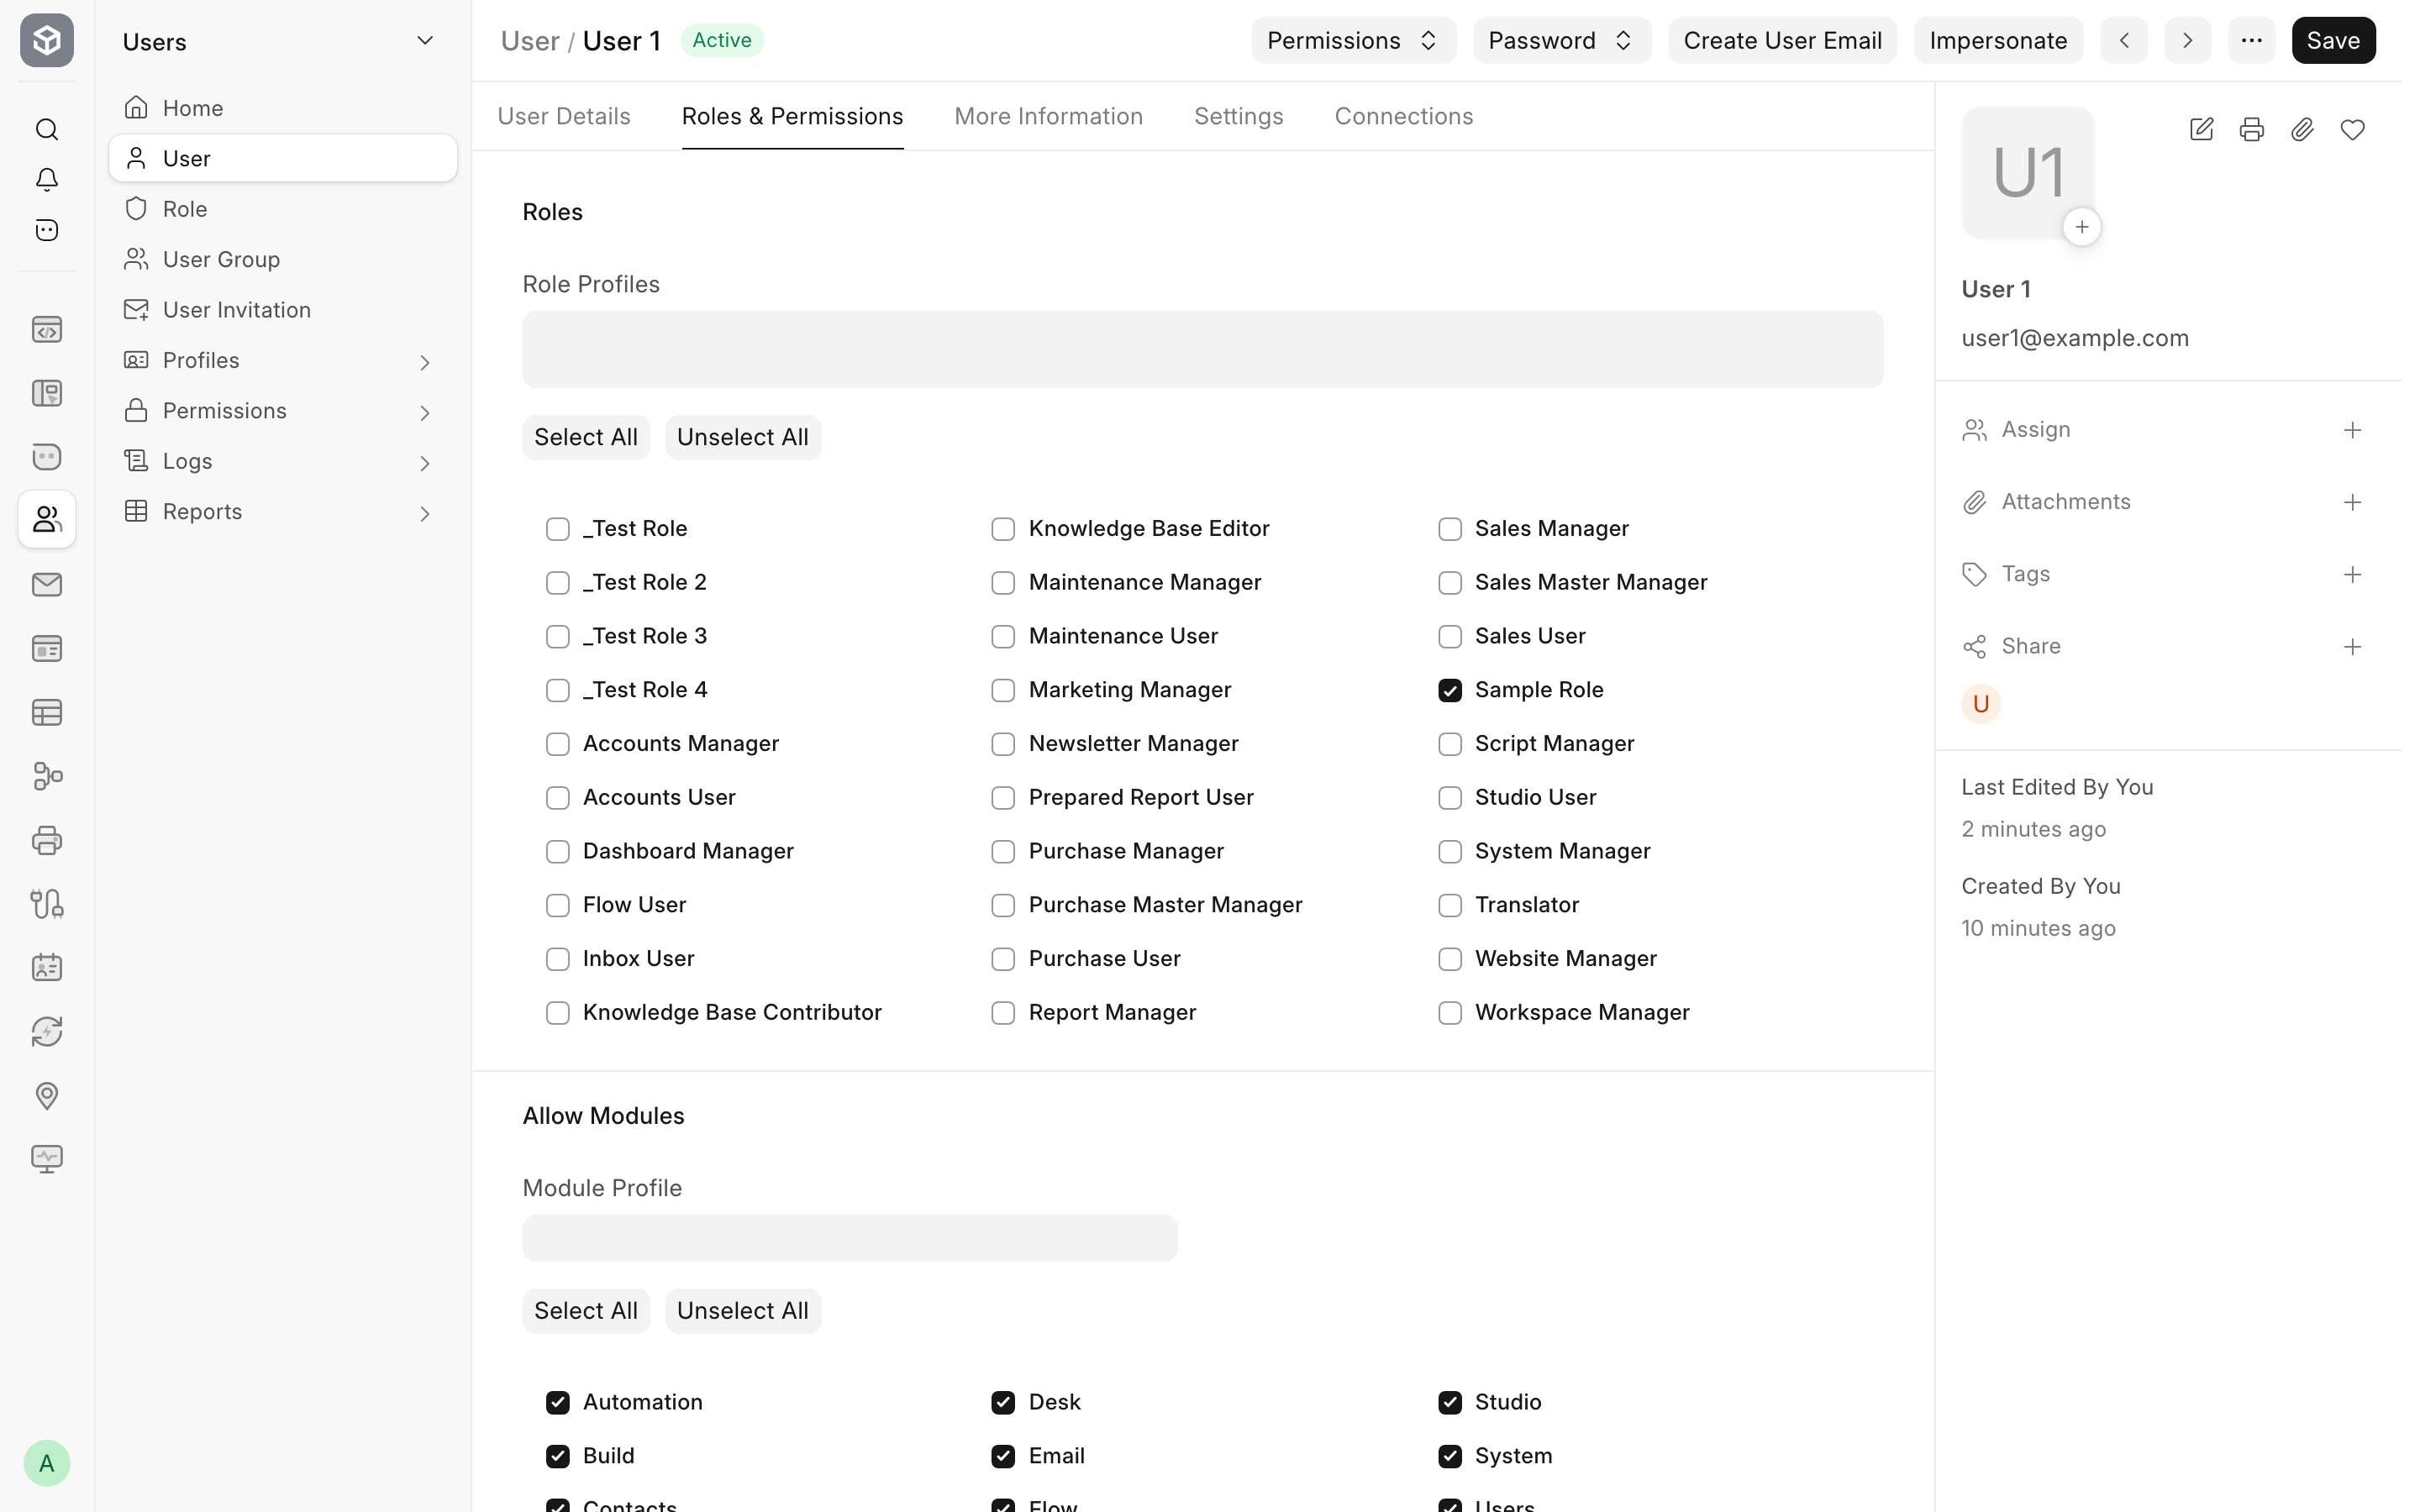 Users
Home
User
Role
User Group
User Invitation
Profiles
Permissions
Logs
Reports
A
User / User 1 Active
Permissions Password Create User Email Impersonate ... Save
User Details Roles & Permissions More Information Settings Connections
Roles
Role Profiles
Select All Unselect All
_Test Role Knowledge Base Editor Sales Manager
_Test Role 2 Maintenance Manager Sales Master Manager
_Test Role 3 Maintenance User Sales User
_Test Role 4 Marketing Manager Sample Role
Accounts Manager Newsletter Manager Script Manager
Accounts User Prepared Report User Studio User
Dashboard Manager Purchase Manager System Manager
Flow User Purchase Master Manager Translator
Inbox User Purchase User Website Manager
Knowledge Base Contributor Report Manager Workspace Manager
Allow Modules
Module Profile
Select All Unselect All
Automation Desk Studio
Build Email System
Contacts Flow Users
U1
User 1
user1@example.com
Assign
Attachments
Tags
Share
U
Last Edited By You
2 minutes ago
Created By You
10 minutes ago